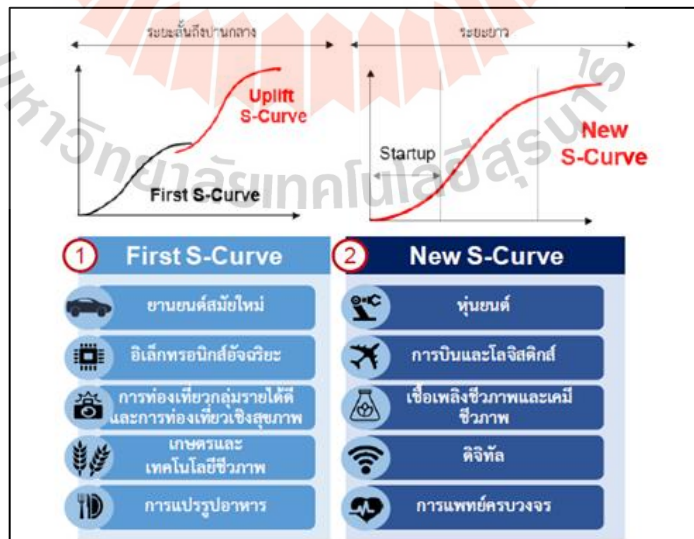 ระยะสั้นถึงปานกลาง
ระยะยาว
Uplift
S-Curve
First S-Curve
Startup
New
S-Curve
มหาวิทยาลัยเทคโนโลยีสุรนารี
1 First S-Curve
ยานยนต์สมัยใหม่
อิเล็กทรอนิกส์อัจฉริยะ
การท่องเที่ยวกลุ่มรายได้ดี
และการท่องเที่ยวเชิงสุขภาพ
เกษตรและ
เทคโนโลยีชีวภาพ
การแปรรูปอาหาร
2 New S-Curve
หุ่นยนต์
การบินและโลจิสติกส์
เชื้อเพลิงชีวภาพและเคมี
ชีวภาพ
ดิจิทัล
การแพทย์ครบวงจร